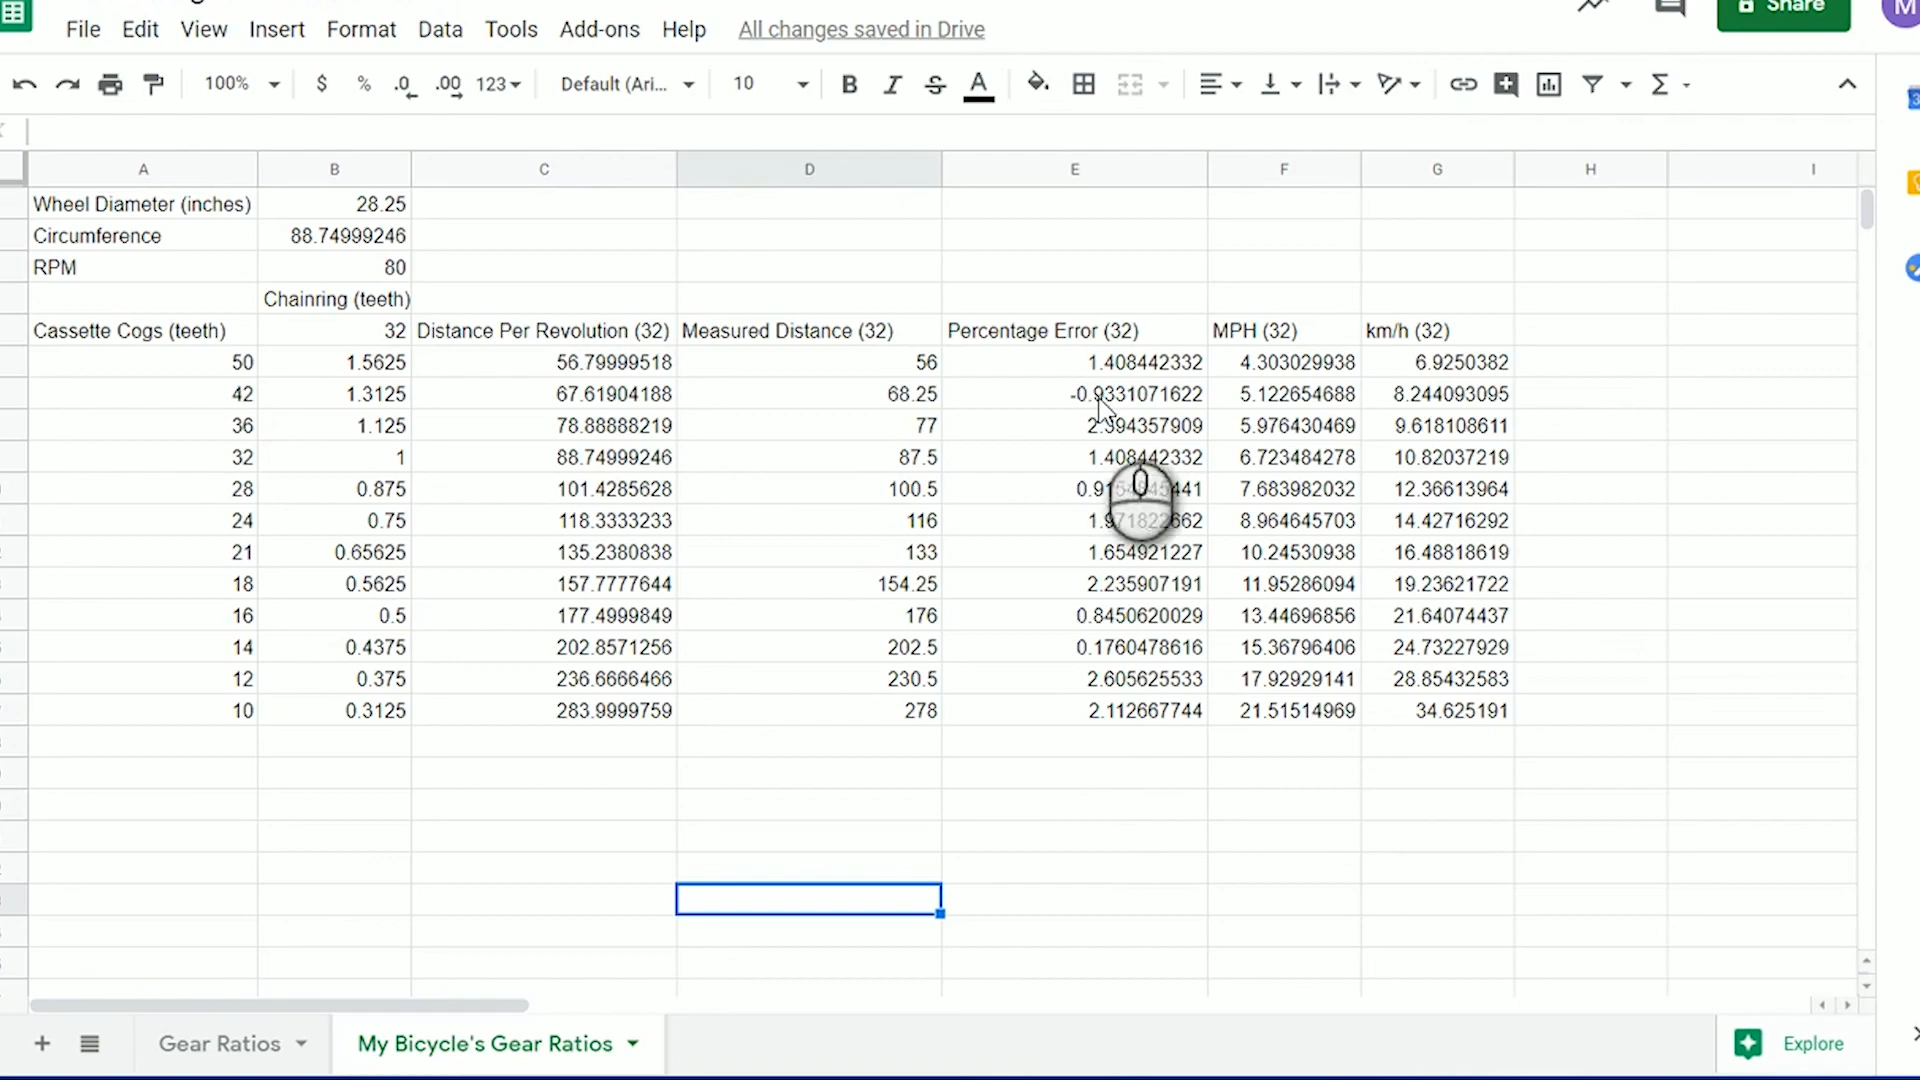 Share
M
File Edit View Insert Format Data Tools Add-ons Help All changes saved in Drive
100% $ % .0 .00 123 Default (Ari... 10 B I S A
A B C D E F G H I
Wheel Diameter (inches) 28.25
Circumference 88.74999246
RPM 80
Chainring (teeth)
Cassette Cogs (teeth) 32 Distance Per Revolution (32) Measured Distance (32) Percentage Error (32) MPH (32) km/h (32)
50 1.5625 56.79999518 56 1.408442332 4.303029938 6.9250382
42 1.3125 67.61904188 68.25 -0.9331071622 5.122654688 8.244093095
36 1.125 78.88888219 77 2.394357909 5.976430469 9.618108611
32 1 88.74999246 87.5 1.408442332 6.723484278 10.82037219
28 0.875 101.4285628 100.5 7.683982032 12.36613964
24 0.75 118.3333233 116 1.971822662 8.964645703 14.42716292
21 0.65625 135.2380838 133 1.654921227 10.24530938 16.48818619
18 0.5625 157.7777644 154.25 2.235907191 11.95286094 19.23621722
16 0.5 177.4999849 176 0.8450620029 13.44696856 21.64074437
14 0.4375 202.8571256 202.5 0.1760478616 15.36796406 24.73227929
12 0.375 236.6666466 230.5 2.605625533 17.92929141 28.85432583
10 0.3125 283.9999759 278 2.112667744 21.51514969 34.625191
Gear Ratios My Bicycle's Gear Ratios Explore